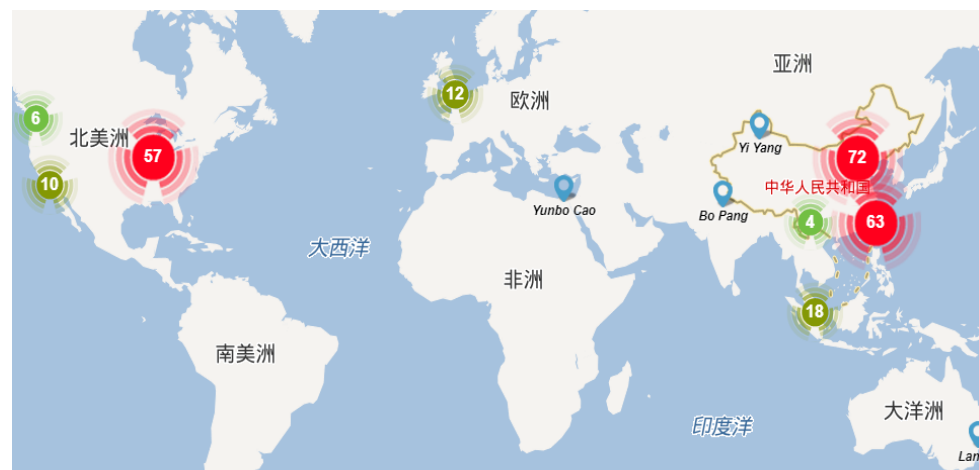 亚洲
12
欧洲
6
北美洲
57
Yi Yang
72
10
中华人民共和国
Yunbo Cao
Bo Pang
4
63
大西洋
非洲
18
南美洲
大洋洲
印度洋
Lan